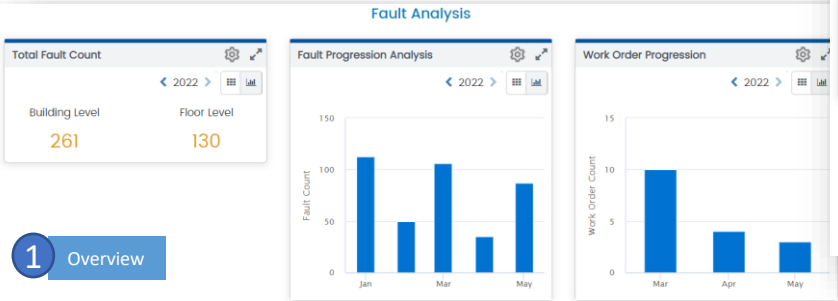 Fault Analysis
Total Fault Count
2022
Building Level
Floor Level
261
130
Fault Progression Analysis
2022
Fault Count
150
100
50
0
Jan
Mar
May
Work Order Progression
2022
Work Order Count
15
10
5
0
Mar
Apr
May
1
Overview